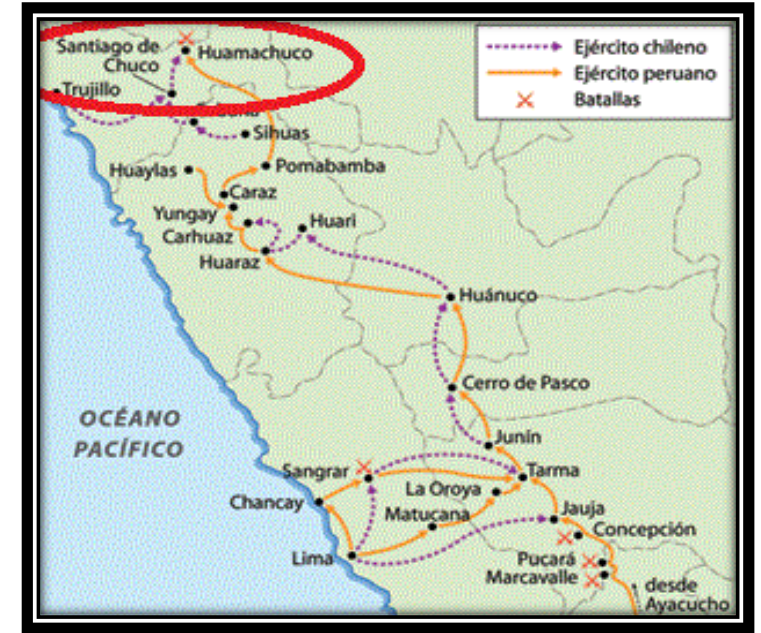 Ejército chileno
Ejército peruano
Batallas
Santiago de
Chuco
Huamachuco
Trujillo
Sihuas
Huaylas
Pomabamba
Caraz
Yungay
Huari
Carhuaz
Huaraz
Huánuco
Cerro de Pasco
OCÉANO
PACÍFICO
Junín
Sangrar
Tarma
La Oroya
Chancay
Matucana
Jauja
Concepción
Lima
Pucará
Marcavalle
desde
Ayacucho